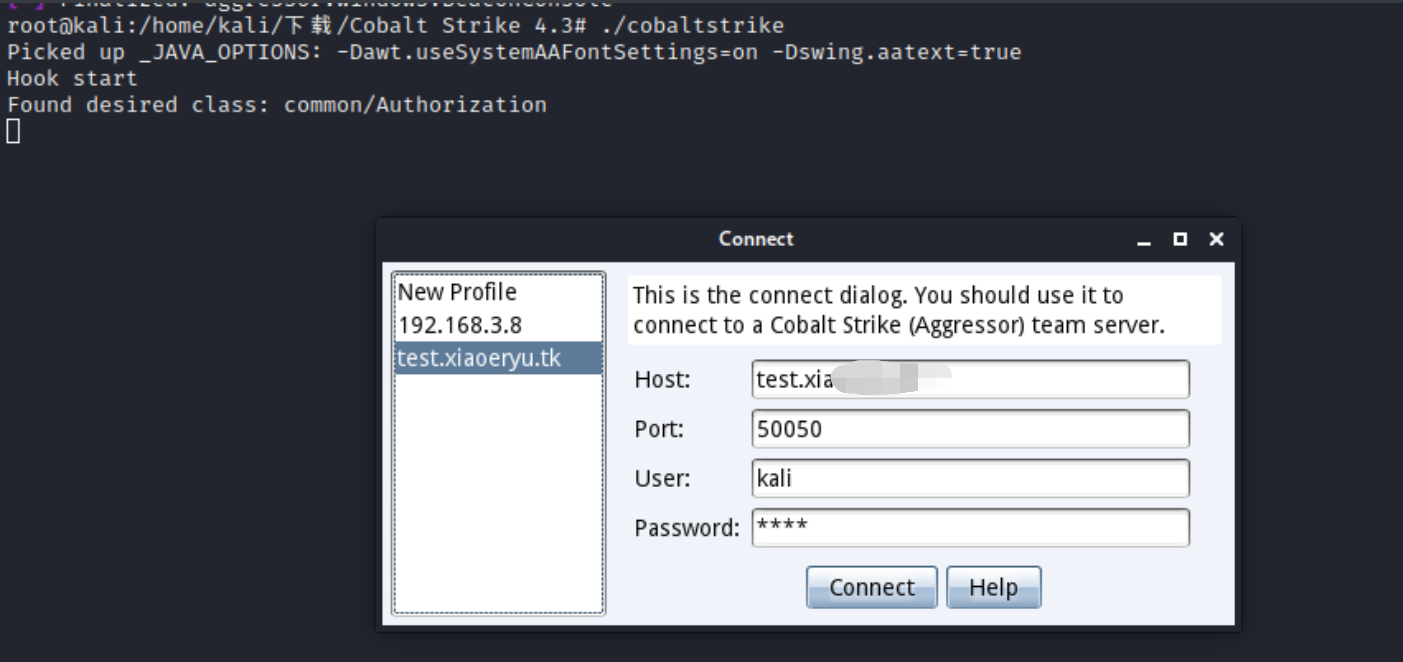 root@kali:/home/kali/下载/Cobalt Strike 4.3# ./cobaltstrike
Picked up _JAVA_OPTIONS: -Dawt.useSystemAAFontSettings=on -Dswing.aatext=true
Hook start
Found desired class: common/Authorization
Connect
New Profile
192.168.3.8
test.xiaoeryu.tk
This is the connect dialog. You should use it to
connect to a Cobalt Strike (Aggressor) team server.
Host: test.xia
Port: 50050
User: kali
Password: ****
Connect Help